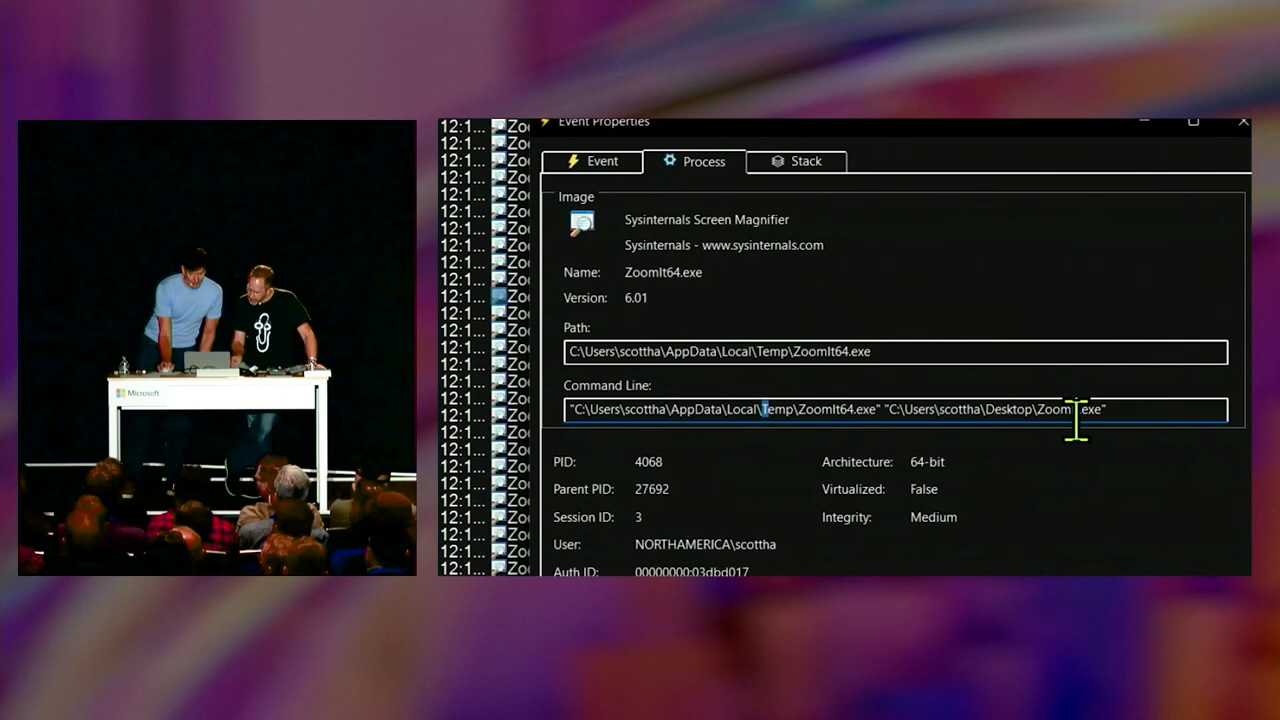 Microsoft
12:1... Zo
Event Properties
Event
Process
Stack
Image
Sysinternals Screen Magnifier
Sysinternals - www.sysinternals.com
Name: ZoomIt64.exe
Version: 6.01
Path:
C:\Users\scottha\AppData\Local\Temp\ZoomIt64.exe
Command Line:
"C:\Users\scottha\AppData\Local\Temp\ZoomIt64.exe" "C:\Users\scottha\Desktop\Zoom .exe"
PID: 4068 Architecture: 64-bit
Parent PID: 27692 Virtualized: False
Session ID: 3 Integrity: Medium
User: NORTHAMERICA\scottha
Auth ID: 00000000:03dbd017